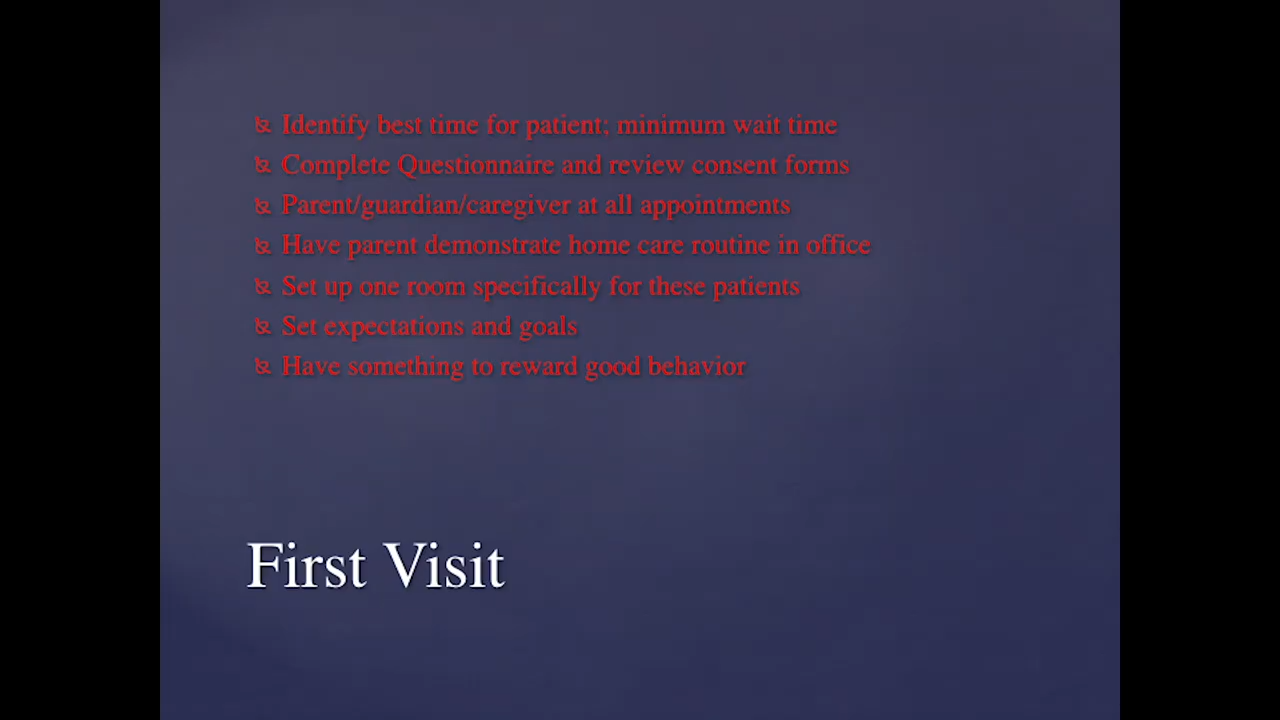 Identify best time for patient; minimum wait time
Complete Questionnaire and review consent forms
Parent/guardian/caregiver at all appointments
Have parent demonstrate home care routine in office
Set up one room specifically for these patients
Set expectations and goals
Have something to reward good behavior
First Visit